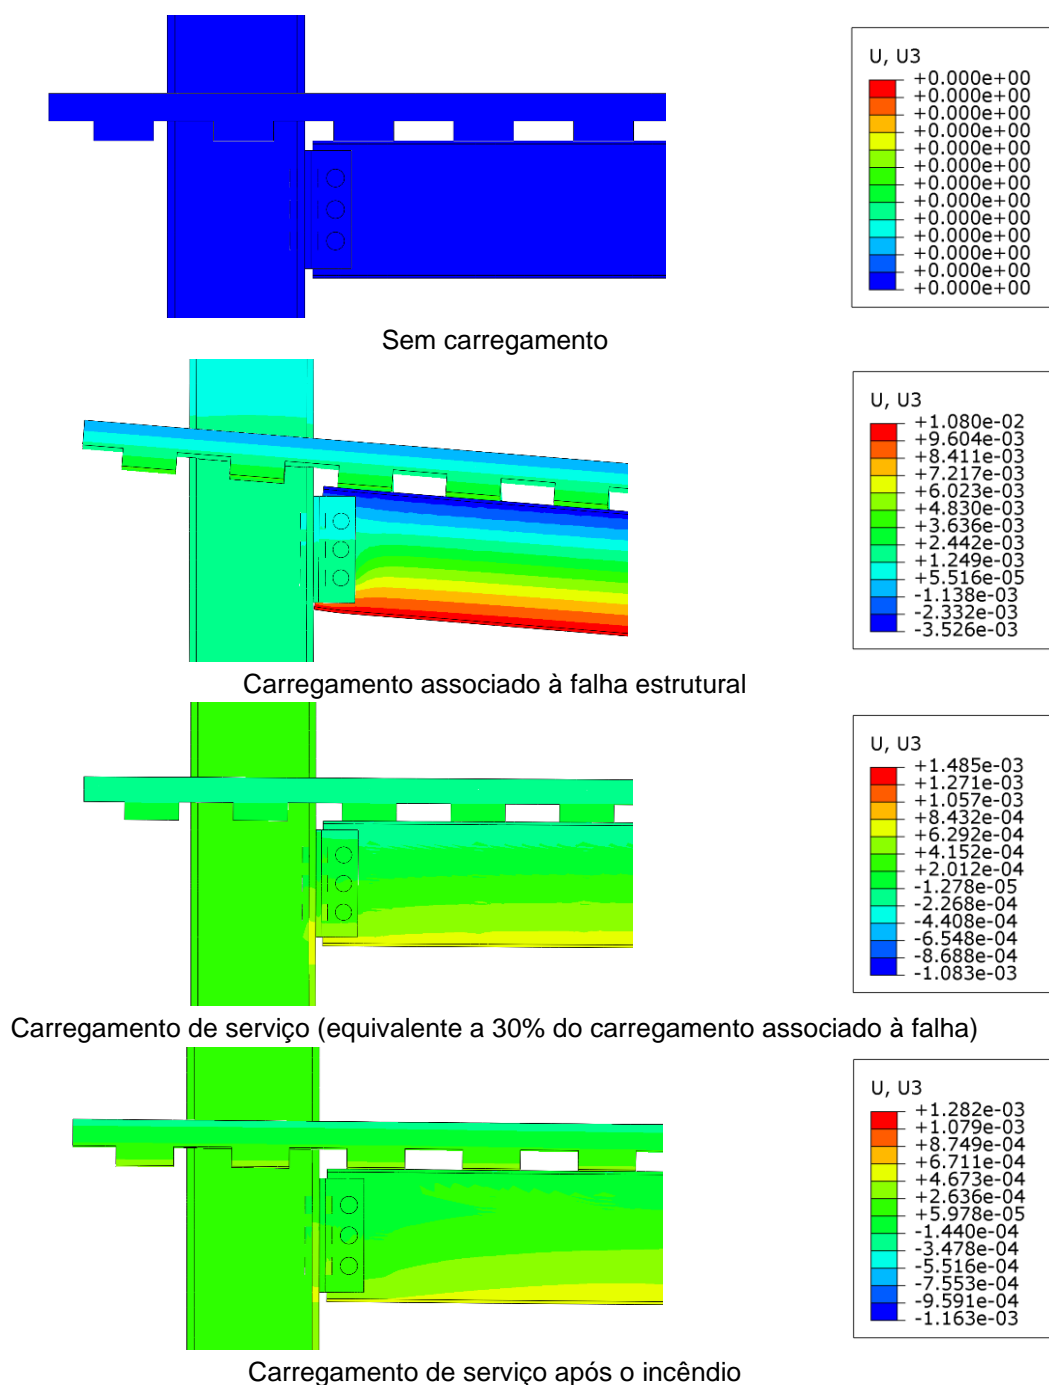 U, U3
+0.000e+00
+0.000e+00
+0.000e+00
+0.000e+00
+0.000e+00
+0.000e+00
+0.000e+00
+0.000e+00
+0.000e+00
+0.000e+00
+0.000e+00
+0.000e+00
+0.000e+00
Sem carregamento
U, U3
+1.080e-02
+9.604e-03
+8.411e-03
+7.217e-03
+6.023e-03
+4.830e-03
+3.636e-03
+2.442e-03
+1.249e-03
+5.516e-05
-1.138e-03
-2.332e-03
-3.526e-03
Carregamento associado à falha estrutural
U, U3
+1.485e-03
+1.271e-03
+1.057e-03
+8.432e-04
+6.292e-04
+4.152e-04
+2.012e-04
-1.278e-05
-2.268e-04
-4.408e-04
-6.548e-04
-8.688e-04
-1.083e-03
Carregamento de serviço (equivalente a 30% do carregamento associado à falha)
U, U3
+1.282e-03
+1.079e-03
+8.749e-04
+6.711e-04
+4.673e-04
+2.636e-04
+5.978e-05
-1.440e-04
-3.478e-04
-5.516e-04
-7.553e-04
-9.591e-04
-1.163e-03
Carregamento de serviço após o incêndio